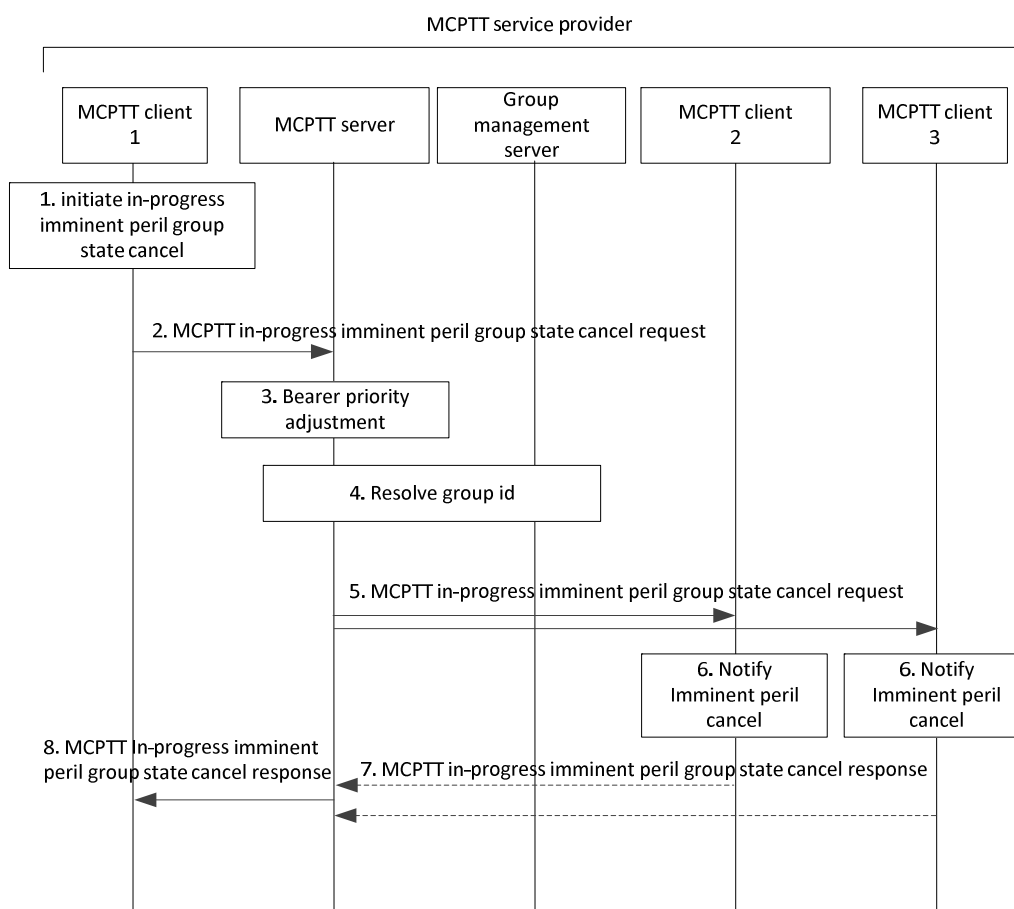 MCPTT service provider
MCPTT client
1
MCPTT server
Group
management
server
MCPTT client
2
MCPTT client
3
1. initiate in-progress
imminent peril group
state cancel
2. MCPTT in-progress imminent peril group state cancel request
3. Bearer priority
adjustment
4. Resolve group id
5. MCPTT in-progress imminent peril group state cancel request
6. Notify
Imminent peril
cancel
6. Notify
Imminent peril
cancel
8. MCPTT In-progress imminent
peril group state cancel response
7. MCPTT in-progress imminent peril group state cancel response